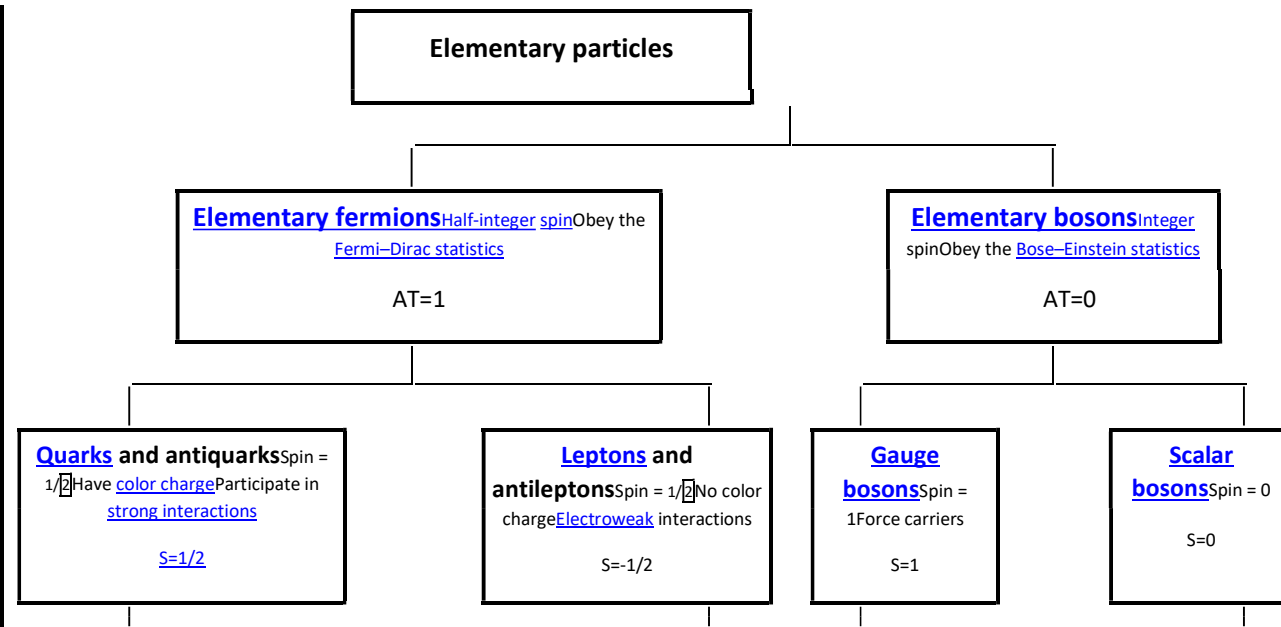 Elementary particles
Elementary fermionsHalf-integer spinObey the
Fermi–Dirac statistics
AT=1
Elementary bosonsInteger
spinObey the Bose–Einstein statistics
AT=0
Quarks and antiquarksSpin =
1/2Have color chargeParticipate in
strong interactions
S=1/2
Leptons and
antileptonsSpin = 1/2No color
chargeElectroweak interactions
S=-1/2
Gauge
bosonsSpin =
1Force carriers
S=1
Scalar
bosonsSpin = 0
S=0